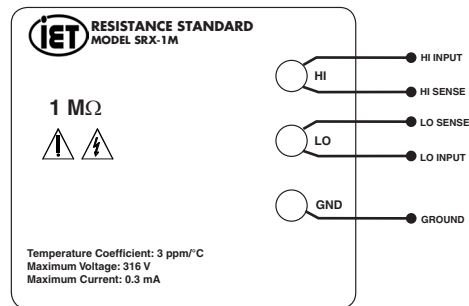 iET RESISTANCE STANDARD
MODEL SRX-1M
HI INPUT
HI
HI SENSE
1 MΩ
LO SENSE
LO
LO INPUT
GND
GROUND
Temperature Coefficient: 3 ppm/°C
Maximum Voltage: 316 V
Maximum Current: 0.3 mA